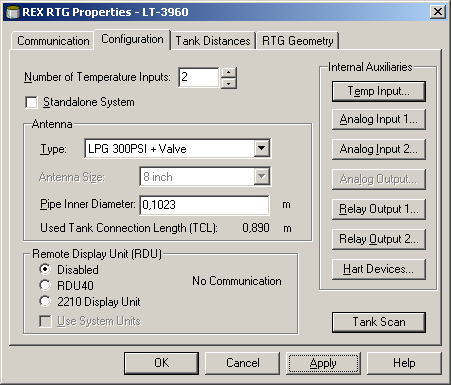 REX RTG Properties - LT-3960
Communication Configuration Tank Distances RTG Geometry
Number of Temperature Inputs: 2
Standalone System
Antenna
Type: LPG 300PSI + Valve
Antenna Size: 8 inch
Pipe Inner Diameter: 0,1023 m
Used Tank Connection Length (TCL): 0,890 m
Remote Display Unit (RDU)
Disabled
RDU40
2210 Display Unit
No Communication
Use System Units
Internal Auxiliaries
Temp Input...
Analog Input 1...
Analog Input 2...
Analog Output...
Relay Output 1...
Relay Output 2...
Hart Devices...
Tank Scan
OK Cancel Apply Help